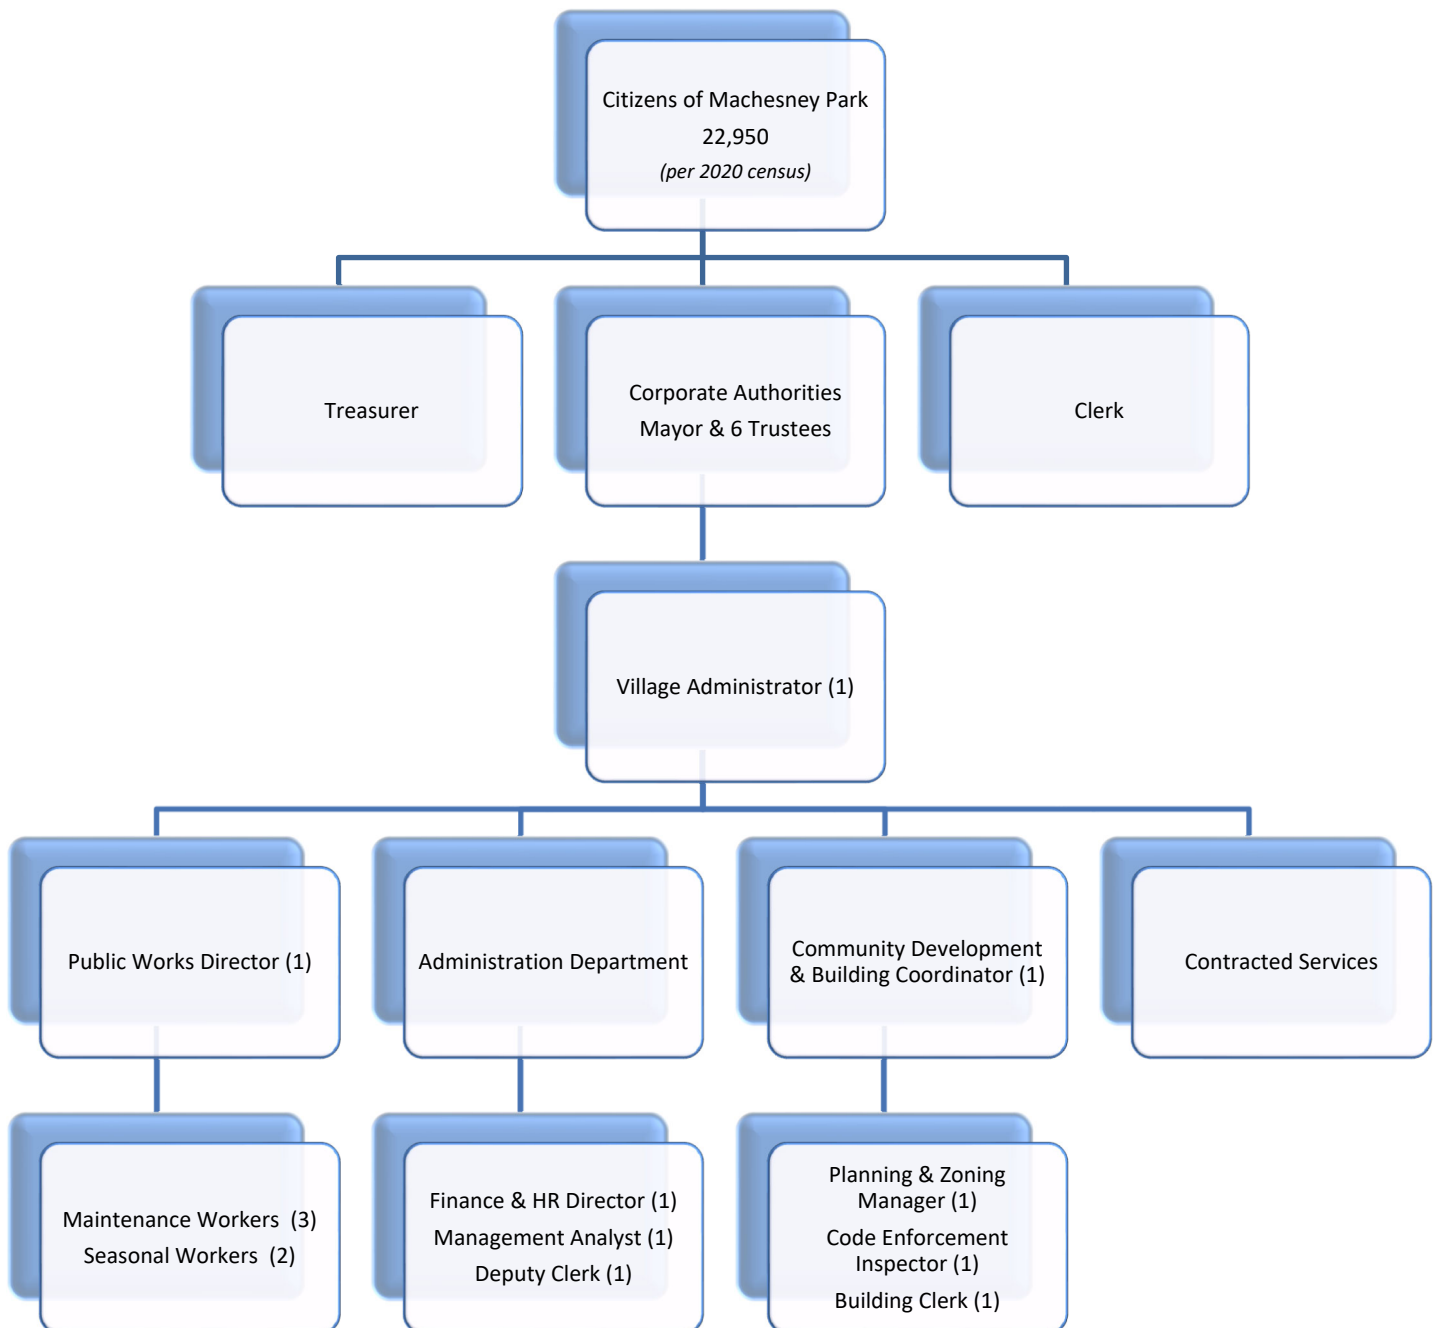 Citizens of Machesney Park
22,950
(per 2020 census)
Treasurer
Corporate Authorities
Mayor & 6 Trustees
Clerk
Village Administrator (1)
Public Works Director (1)
Administration Department
Community Development
& Building Coordinator (1)
Contracted Services
Maintenance Workers (3)
Seasonal Workers (2)
Finance & HR Director (1)
Management Analyst (1)
Deputy Clerk (1)
Planning & Zoning
Manager (1)
Code Enforcement
Inspector (1)
Building Clerk (1)